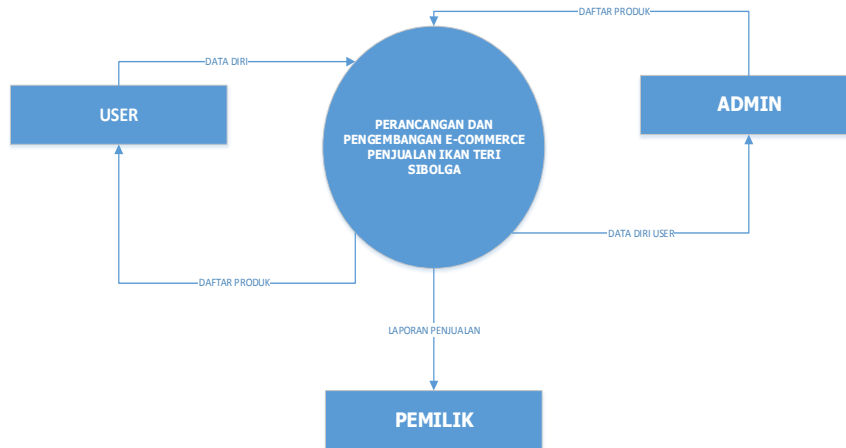 DAFTAR PRODUK
DATA DIRI
USER
ADMIN
PERANCANGAN DAN
PENGEMBANGAN E-COMMERCE
PENJUALAN IKAN TERI
SIBOLGA
DATA DIRI USER
DAFTAR PRODUK
LAPORAN PENJUALAN
PEMILIK